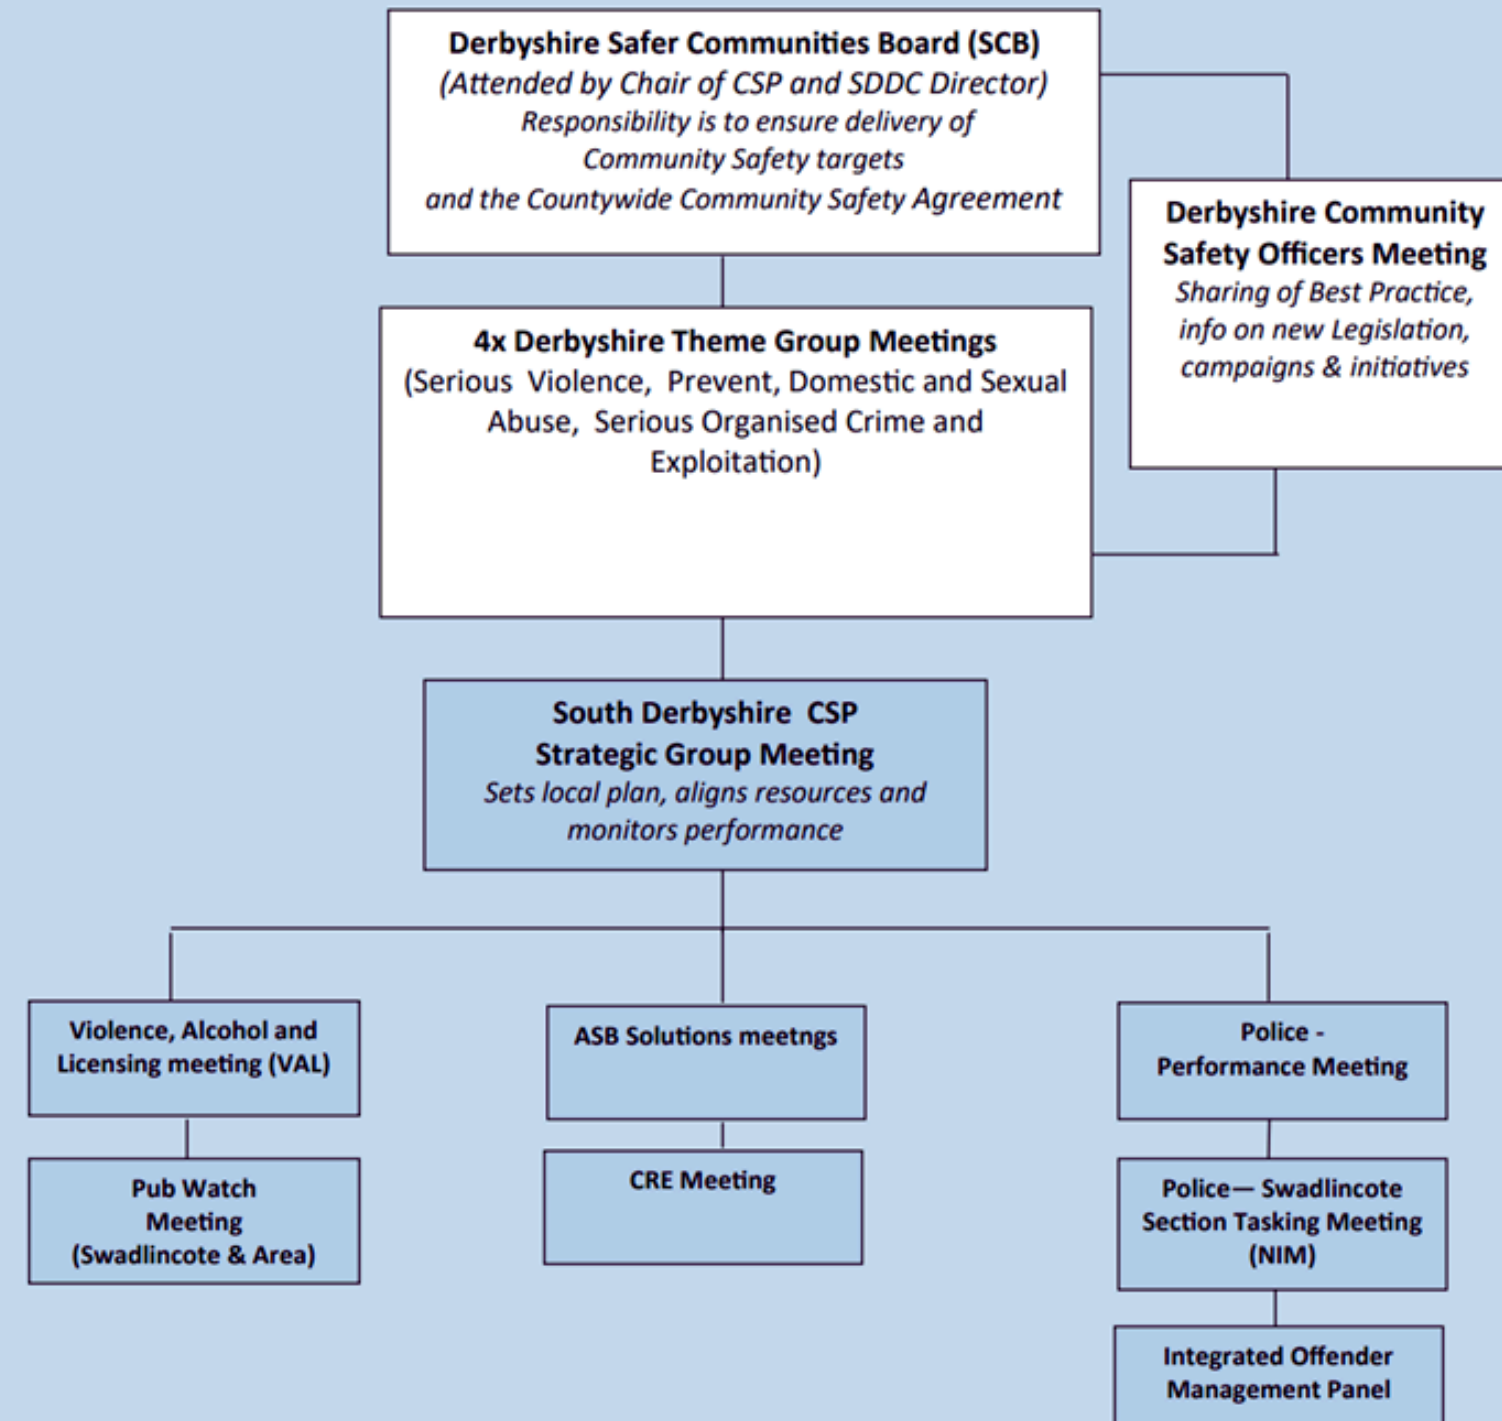 Derbyshire Safer Communities Board (SCB)
(Attended by Chair of CSP and SDDC Director)
Responsibility is to ensure delivery of
Community Safety targets
and the Countywide Community Safety Agreement
Derbyshire Community
Safety Officers Meeting
Sharing of Best Practice,
info on new Legislation,
campaigns & initiatives
4x Derbyshire Theme Group Meetings
(Serious Violence, Prevent, Domestic and Sexual
Abuse, Serious Organised Crime and
Exploitation)
South Derbyshire CSP
Strategic Group Meeting
Sets local plan, aligns resources and
monitors performance
Violence, Alcohol and
Licensing meeting (VAL)
ASB Solutions meetngs
Police -
Performance Meeting
Pub Watch
Meeting
(Swadlincote & Area)
CRE Meeting
Police— Swadlincote
Section Tasking Meeting
(NIM)
Integrated Offender
Management Panel